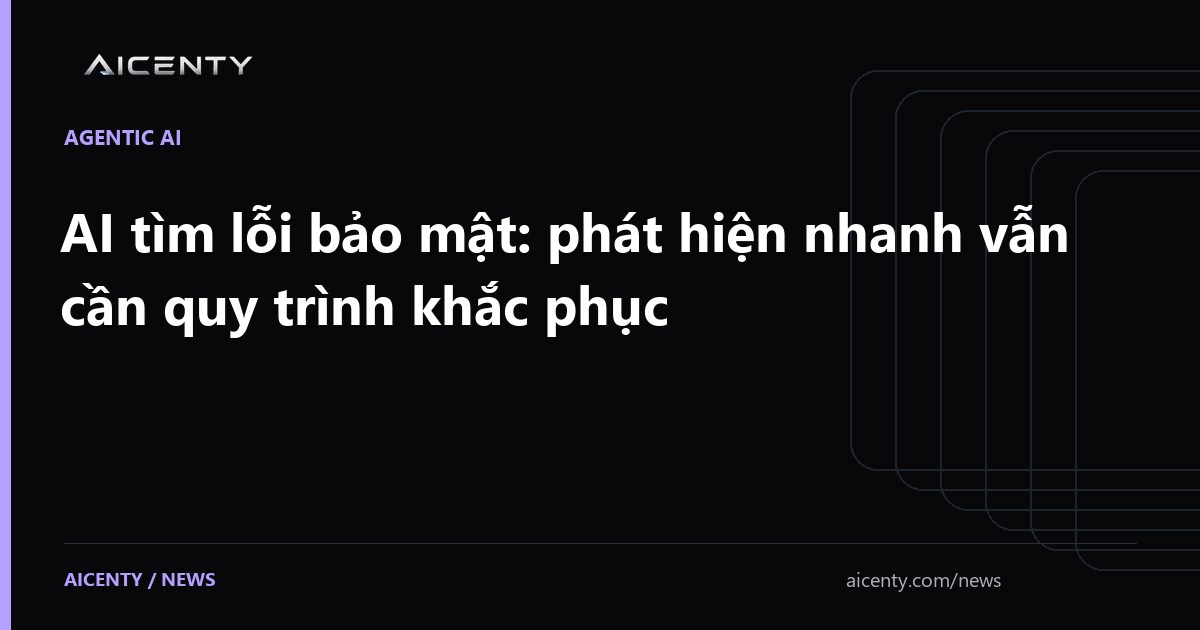 AICENTY
AGENTIC AI
AI tìm lỗi bảo mật: phát hiện nhanh vẫn
cần quy trình khắc phục
AICENTY / NEWS
aicenty.com/news